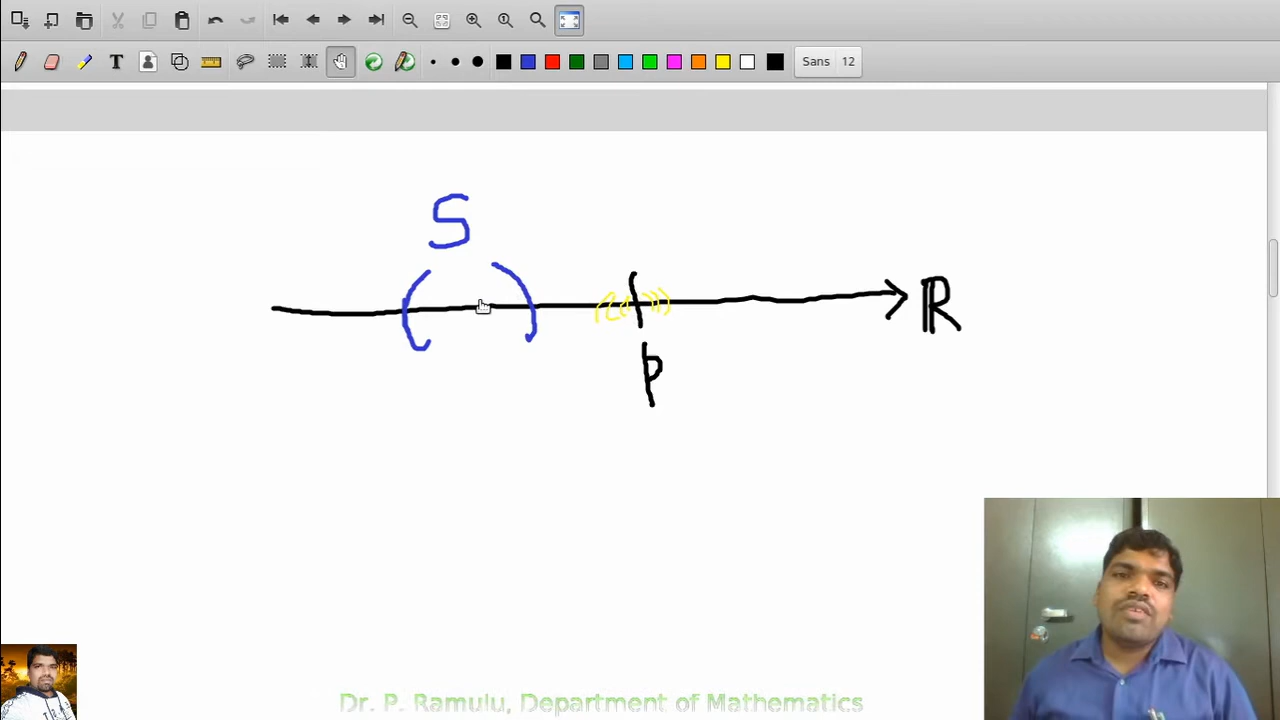 Sans 12
S
ℝ
p
Dr. P. Ramulu, Department of Mathematics